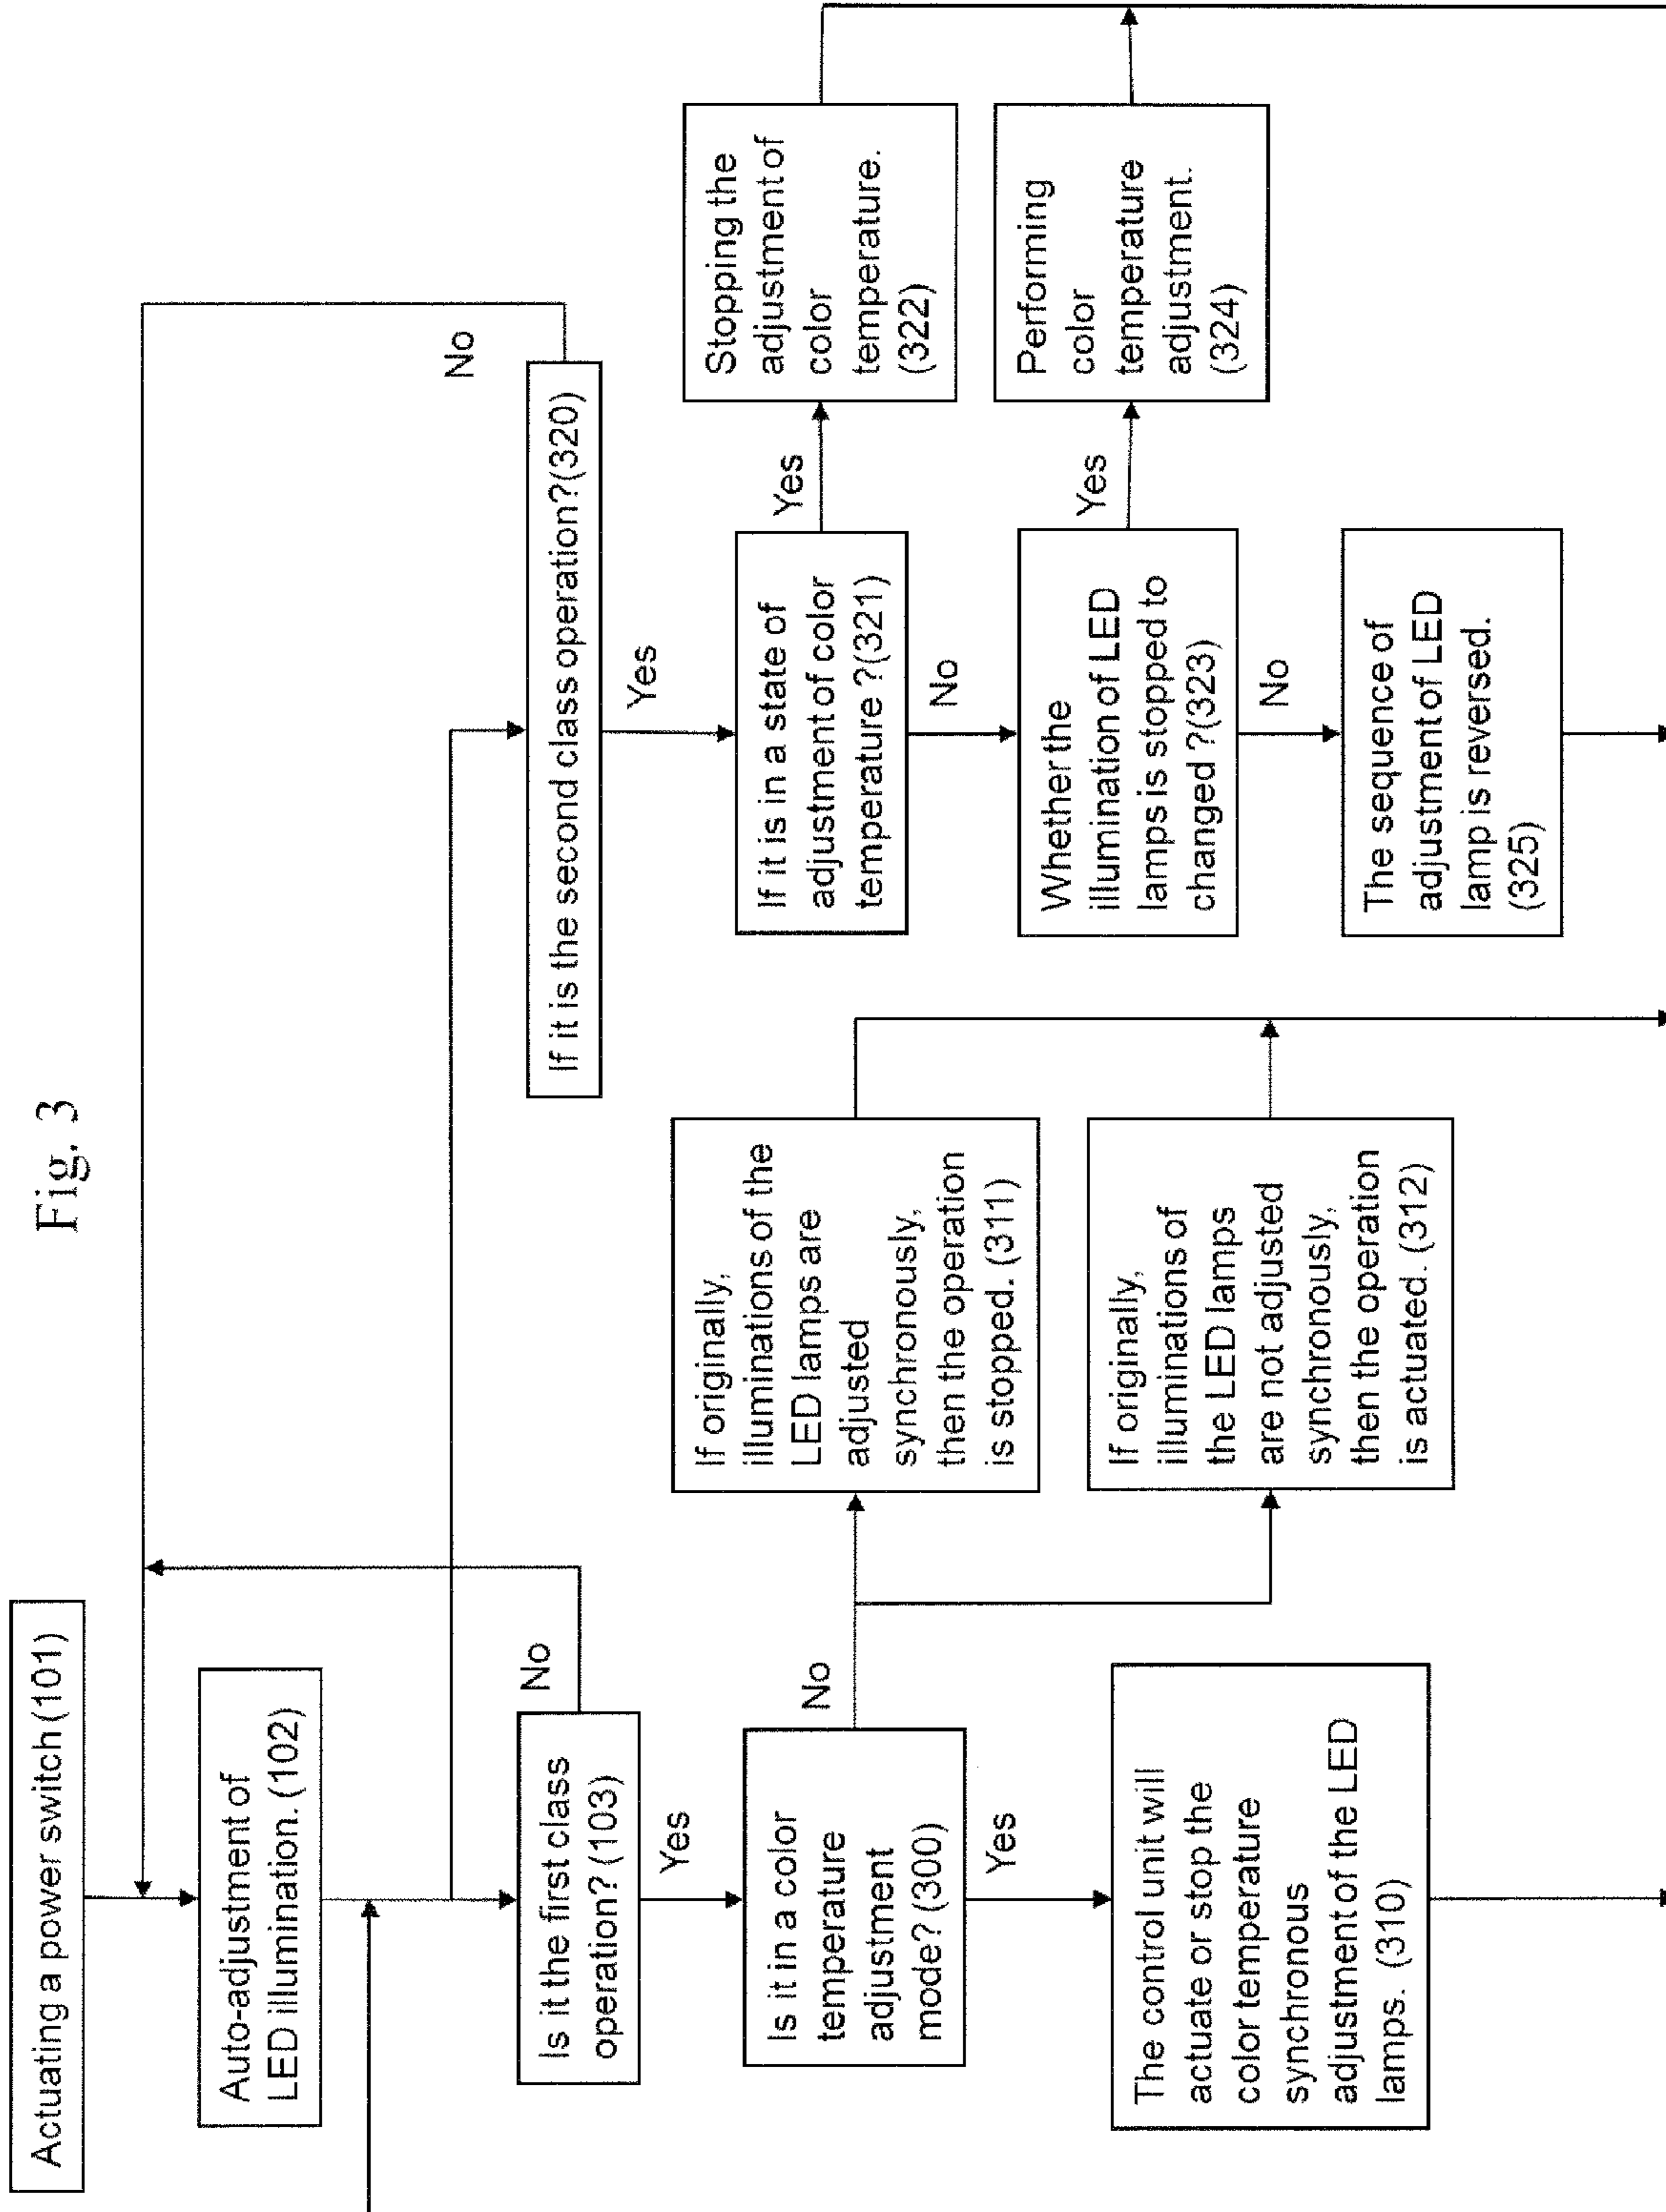 Fig. 3
Actuating a power switch (101)
Auto-adjustment of
LED illumination. (102)
Is it the first class
operation? (103)
No
Yes
Is it in a color
temperature
adjustment
mode? (300)
No
Yes
The control unit will
actuate or stop the
color temperature
synchronous
adjustment of the LED
lamps. (310)
If originally,
illuminations of the
LED lamps are
adjusted
synchronously,
then the operation
is stopped. (311)
If originally,
illuminations of
the LED lamps
are not adjusted
synchronously,
then the operation
is actuated. (312)
If it is the second class operation?(320)
No
Yes
If it is in a state of
adjustment of color
temperature ?(321)
Yes
No
Stopping the
adjustment of
color
temperature.
(322)
Whether the
illumination of LED
lamps is stopped to
changed ?(323)
Yes
No
Performing
color
temperature
adjustment.
(324)
The sequence of
adjustment of LED
lamp is reversed.
(325)